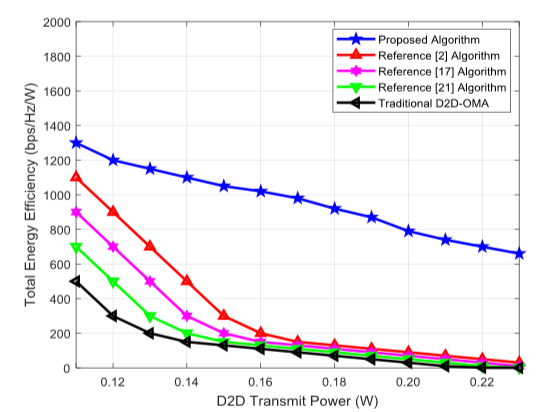 2000
1800
1600
1400
1200
1000
800
600
400
200
0
Total Energy Efficiency (bps/Hz/W)
Proposed Algorithm
Reference [2] Algorithm
Reference [17] Algorithm
Reference [21] Algorithm
Traditional D2D-OMA
0.12 0.14 0.16 0.18 0.20 0.22
D2D Transmit Power (W)